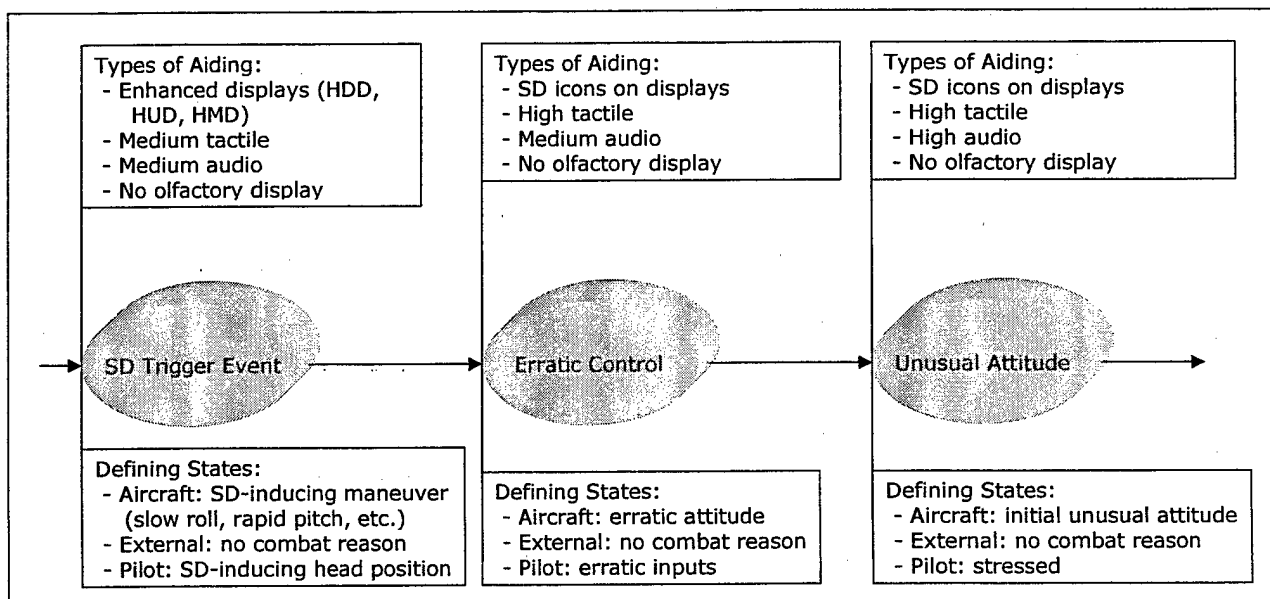 Types of Aiding:
- Enhanced displays (HDD,
HUD, HMD)
- Medium tactile
- Medium audio
- No olfactory display
Types of Aiding:
- SD icons on displays
- High tactile
- Medium audio
- No olfactory display
Types of Aiding:
- SD icons on displays
- High tactile
- High audio
- No olfactory display
SD Trigger Event
Erratic Control
Unusual Attitude
Defining States:
- Aircraft: SD-inducing maneuver
(slow roll, rapid pitch, etc.)
- External: no combat reason
- Pilot: SD-inducing head position
Defining States:
- Aircraft: erratic attitude
- External: no combat reason
- Pilot: erratic inputs
Defining States:
- Aircraft: initial unusual attitude
- External: no combat reason
- Pilot: stressed